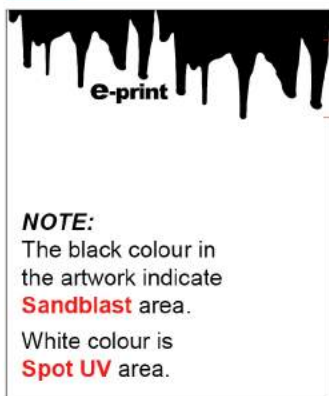 e-print
NOTE:
The black colour in
the artwork indicate
Sandblast area.
White colour is
Spot UV area.